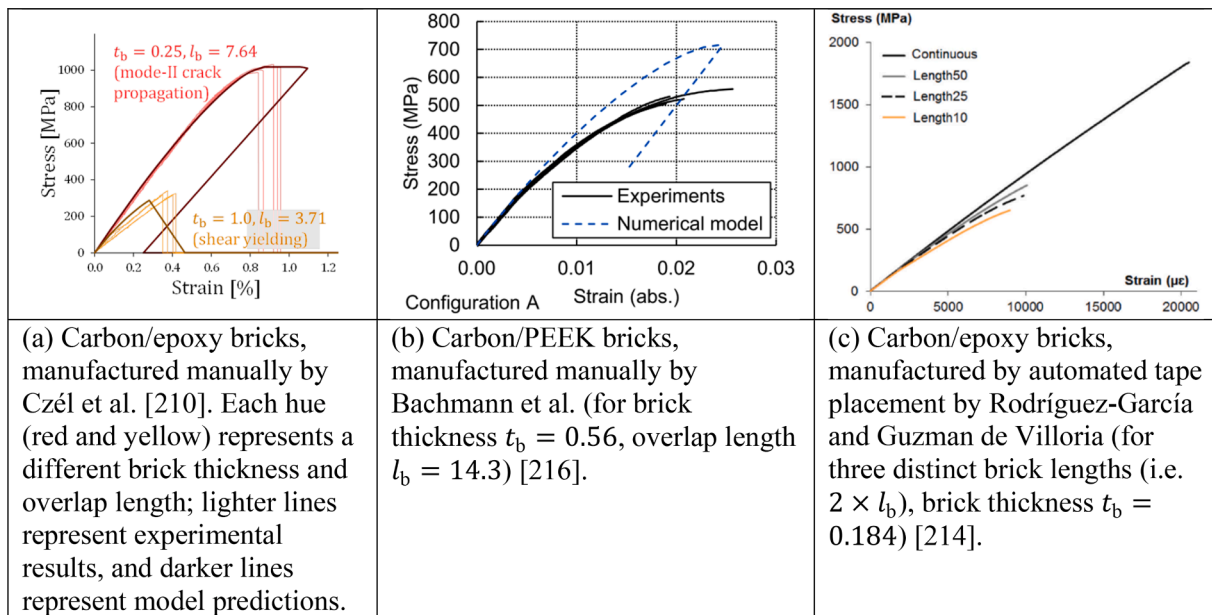 t_b = 0.25, l_b = 7.64
(mode-II crack
propagation)
1000
800
600
400
200
0
Stress [MPa]
t_b = 1.0, l_b = 3.71
(shear yielding)
0.0 0.2 0.4 0.6 0.8 1.0 1.2
Strain [%]
800
700
600
500
400
300
200
100
0
Stress (MPa)
Experiments
Numerical model
0.00 0.01 0.02 0.03
Configuration A
Strain (abs.)
Stress (MPa)
2000
1500
1000
500
0
Continuous
Length50
Length25
Length10
Strain (με)
0 5000 10000 15000 20000
(a) Carbon/epoxy bricks,
manufactured manually by
Czél et al. [210]. Each hue
(red and yellow) represents a
different brick thickness and
overlap length; lighter lines
represent experimental
results, and darker lines
represent model predictions.
(b) Carbon/PEEK bricks,
manufactured manually by
Bachmann et al. (for brick
thickness t_b = 0.56, overlap length
l_b = 14.3) [216].
(c) Carbon/epoxy bricks,
manufactured by automated tape
placement by Rodríguez-García
and Guzman de Villoria (for
three distinct brick lengths (i.e.
2 × l_b), brick thickness t_b =
0.184) [214].